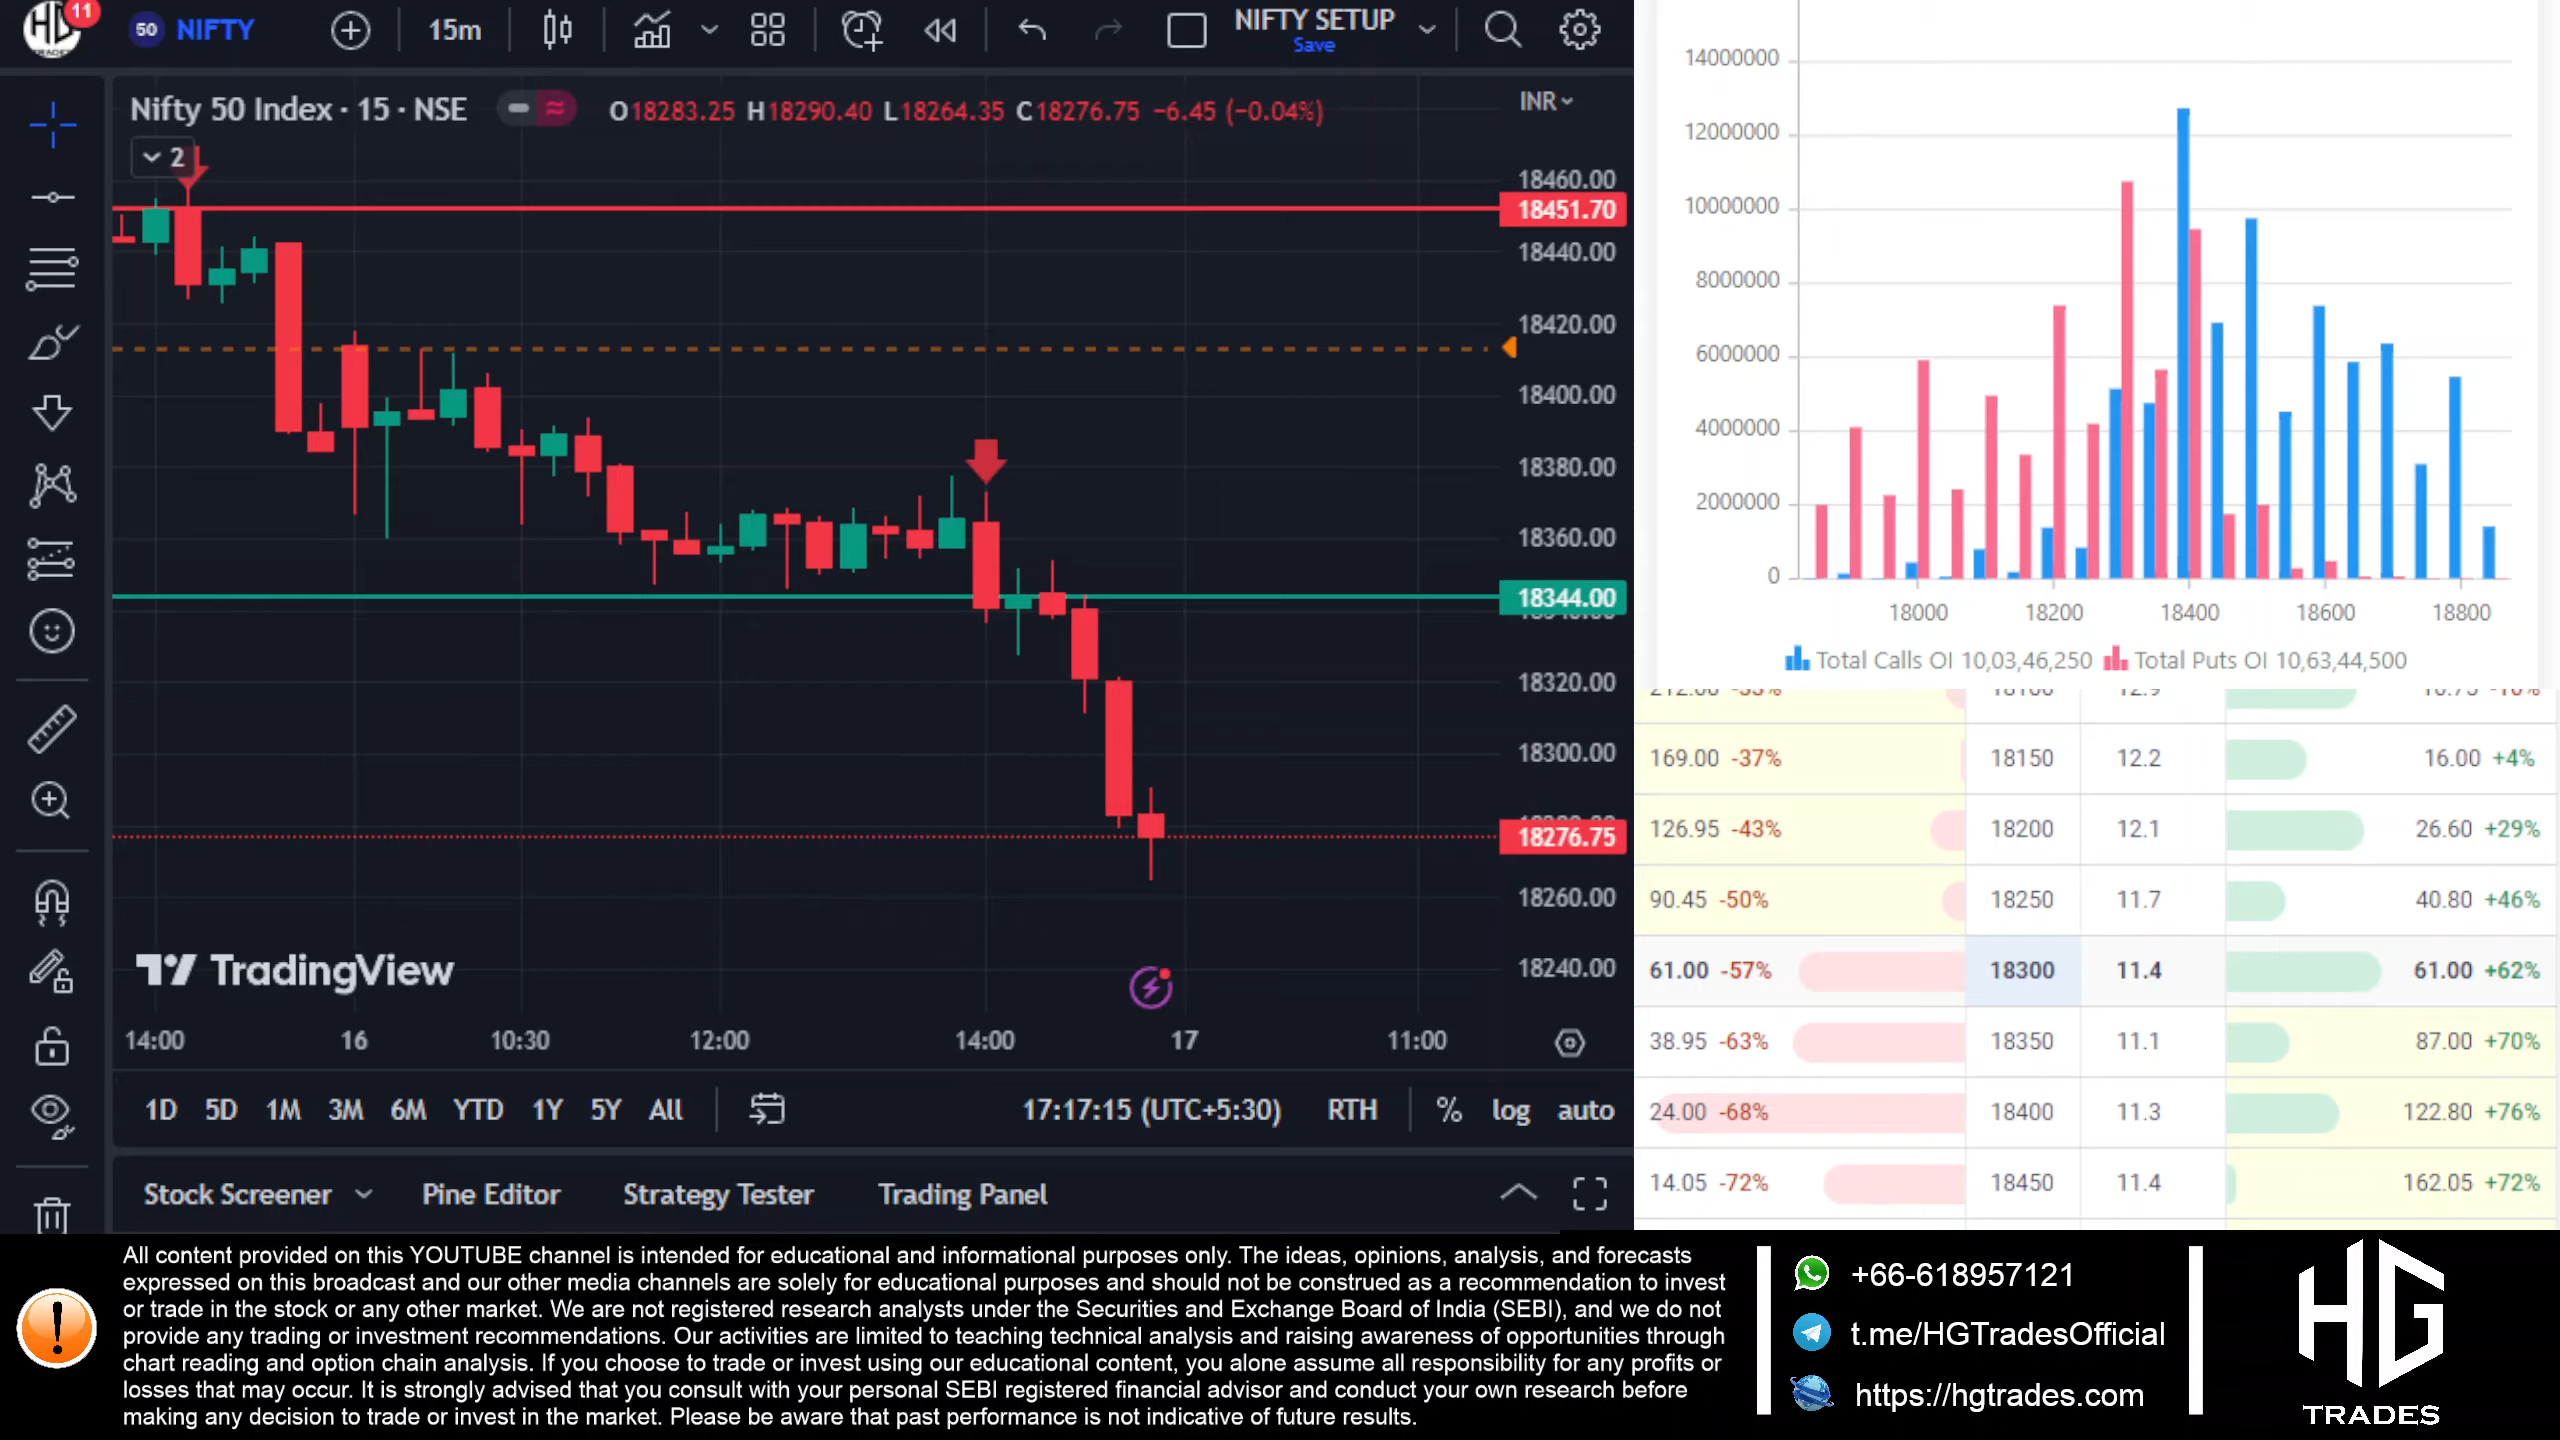 HG 11
50 NIFTY 15m NIFTY SETUP
Save
Nifty 50 Index · 15 · NSE O18283.25 H18290.40 L18264.35 C18276.75 −6.45 (−0.04%) INR
2
18460.00
18451.70
18440.00
18420.00
18400.00
18380.00
18360.00
18344.00
18320.00
18300.00
18276.75
18260.00
18240.00
TradingView
14:00 16 10:30 12:00 14:00 17 11:00
1D 5D 1M 3M 6M YTD 1Y 5Y All 17:17:15 (UTC+5:30) RTH % log auto
Stock Screener Pine Editor Strategy Tester Trading Panel
14000000
12000000
10000000
8000000
6000000
4000000
2000000
0
18000 18200 18400 18600 18800
Total Calls OI 10,03,46,250 Total Puts OI 10,63,44,500
169.00 -37% 18150 12.2 16.00 +4%
126.95 -43% 18200 12.1 26.60 +29%
90.45 -50% 18250 11.7 40.80 +46%
61.00 -57% 18300 11.4 61.00 +62%
38.95 -63% 18350 11.1 87.00 +70%
24.00 -68% 18400 11.3 122.80 +76%
14.05 -72% 18450 11.4 162.05 +72%
All content provided on this YOUTUBE channel is intended for educational and informational purposes only. The ideas, opinions, analysis, and forecasts
expressed on this broadcast and our other media channels are solely for educational purposes and should not be construed as a recommendation to invest
or trade in the stock or any other market. We are not registered research analysts under the Securities and Exchange Board of India (SEBI), and we do not
provide any trading or investment recommendations. Our activities are limited to teaching technical analysis and raising awareness of opportunities through
chart reading and option chain analysis. If you choose to trade or invest using our educational content, you alone assume all responsibility for any profits or
losses that may occur. It is strongly advised that you consult with your personal SEBI registered financial advisor and conduct your own research before
making any decision to trade or invest in the market. Please be aware that past performance is not indicative of future results.
+66-618957121
t.me/HGTradesOfficial
https://hgtrades.com
HG
TRADES